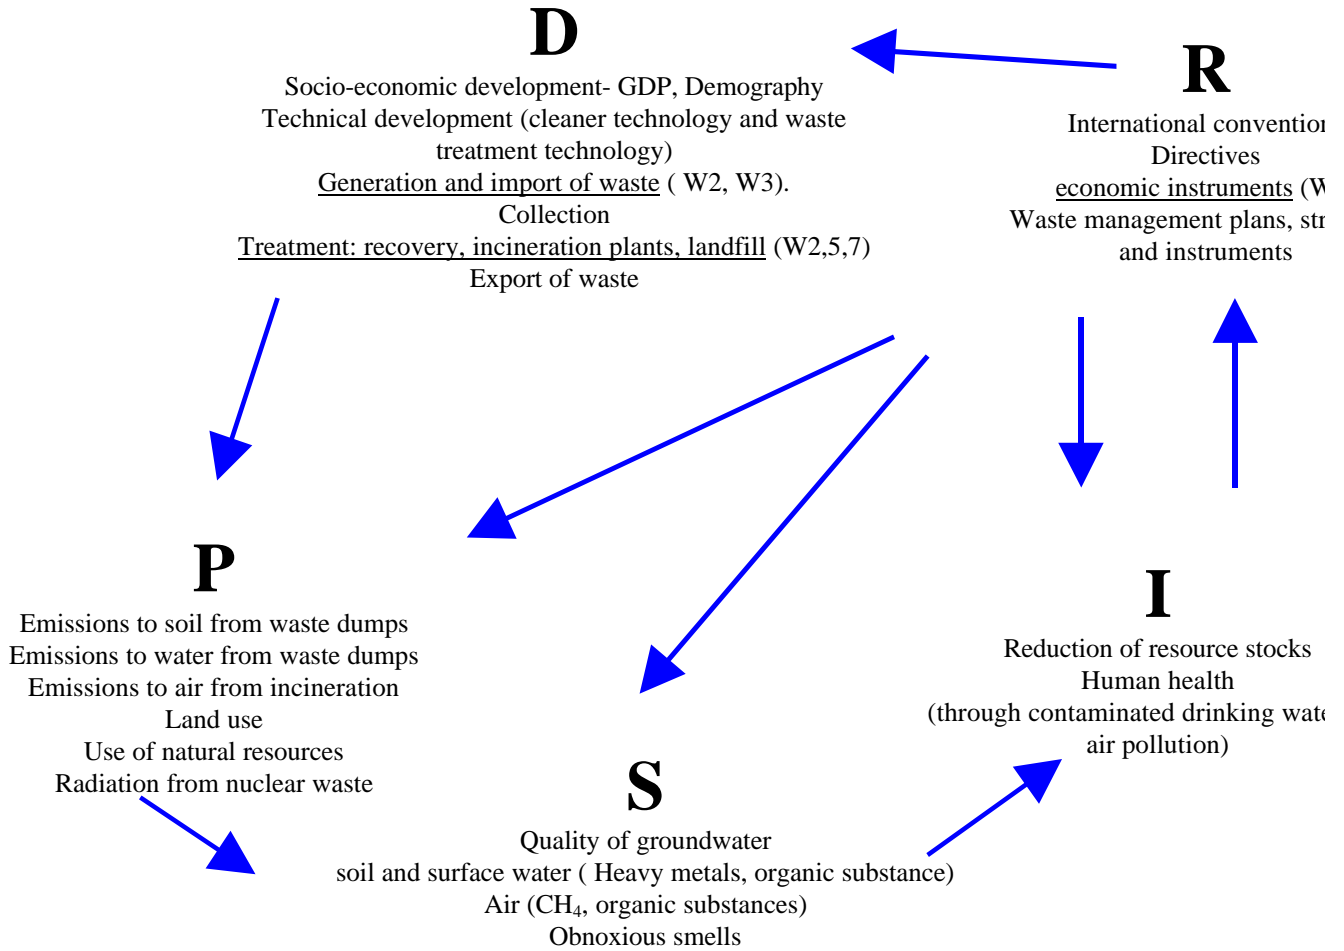 D
Socio-economic development- GDP, Demography
Technical development (cleaner technology and waste
treatment technology)
Generation and import of waste ( W2, W3).
Collection
Treatment: recovery, incineration plants, landfill (W2,5,7)
Export of waste
R
International
Directives
economic instruments
Waste management plans,
and instruments
P
Emissions to soil from waste dumps
Emissions to water from waste dumps
Emissions to air from incineration
Land use
Use of natural resources
Radiation from nuclear waste
S
Quality of groundwater
soil and surface water ( Heavy metals, organic substance)
Air (CH₄, organic substances)
Obnoxious smells
I
Reduction of resource stocks
Human health
(through contaminated drinking
air pollution)